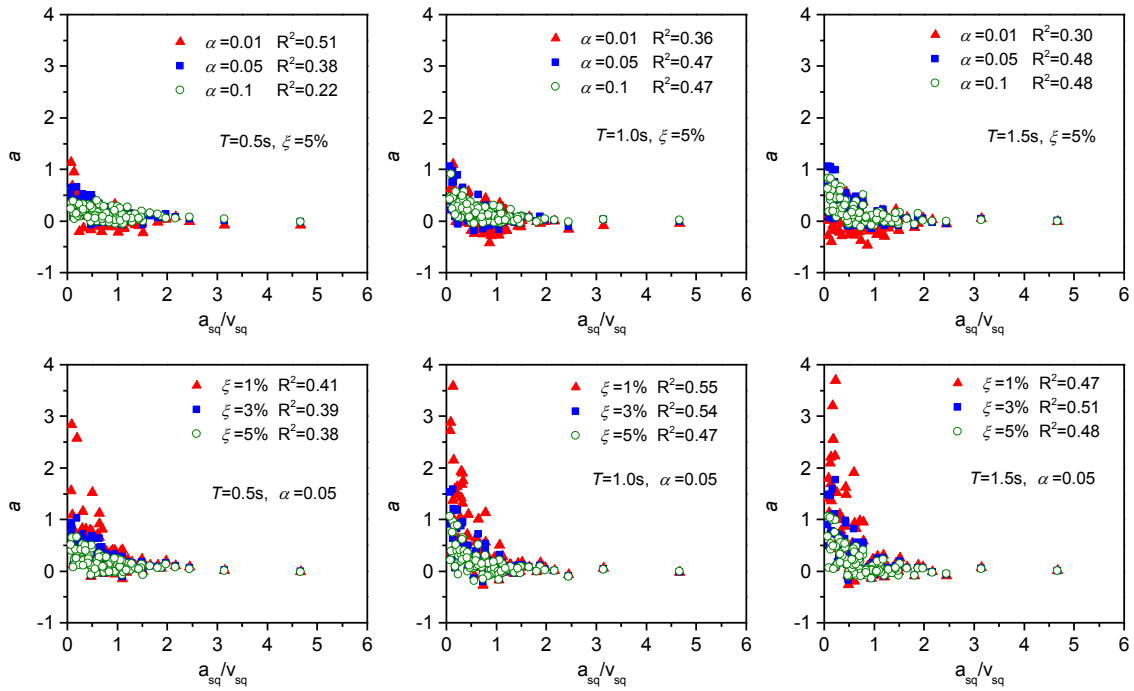 4
3
2
1
0
-1
a
α=0.01 R²=0.51
α=0.05 R²=0.38
α=0.1 R²=0.22
T=0.5s, ξ=5%
0 1 2 3 4 5 6
a_sq/v_sq
4
3
2
1
0
-1
a
α=0.01 R²=0.36
α=0.05 R²=0.47
α=0.1 R²=0.47
T=1.0s, ξ=5%
0 1 2 3 4 5 6
a_sq/v_sq
4
3
2
1
0
-1
a
α=0.01 R²=0.30
α=0.05 R²=0.48
α=0.1 R²=0.48
T=1.5s, ξ=5%
0 1 2 3 4 5 6
a_sq/v_sq
4
3
2
1
0
-1
a
ξ=1% R²=0.41
ξ=3% R²=0.39
ξ=5% R²=0.38
T=0.5s, α=0.05
0 1 2 3 4 5 6
a_sq/v_sq
4
3
2
1
0
-1
a
ξ=1% R²=0.55
ξ=3% R²=0.54
ξ=5% R²=0.47
T=1.0s, α=0.05
0 1 2 3 4 5 6
a_sq/v_sq
4
3
2
1
0
-1
a
ξ=1% R²=0.47
ξ=3% R²=0.51
ξ=5% R²=0.48
T=1.5s, α=0.05
0 1 2 3 4 5 6
a_sq/v_sq